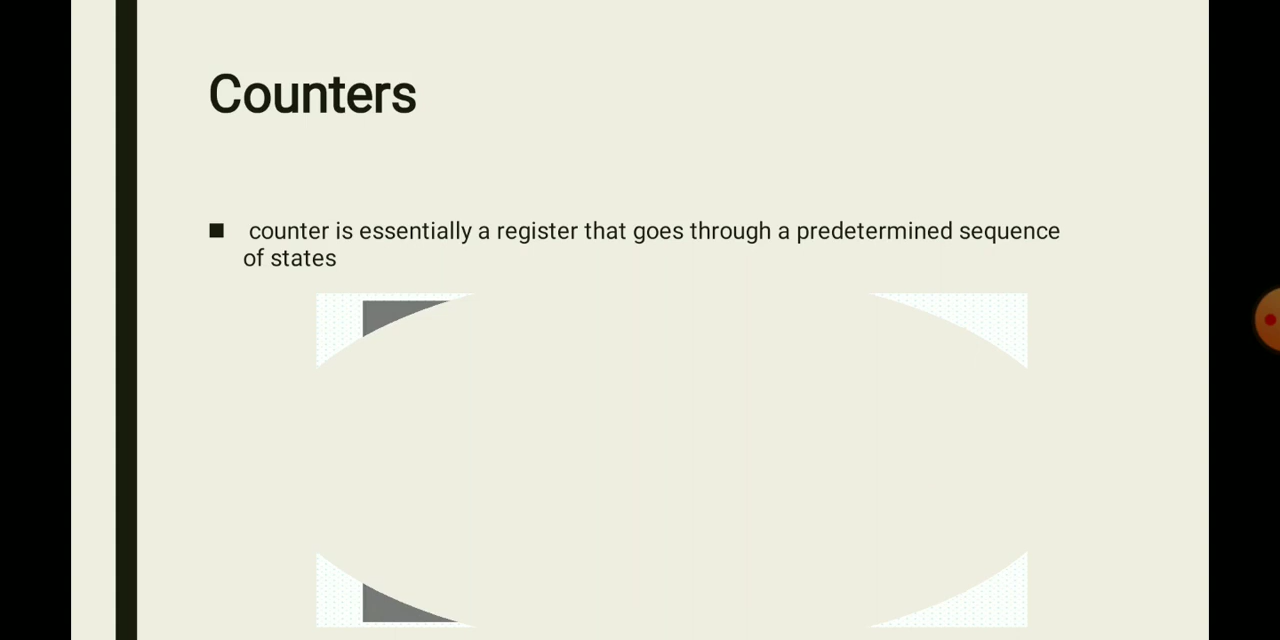 Counters
counter is essentially a register that goes through a predetermined sequence
of states